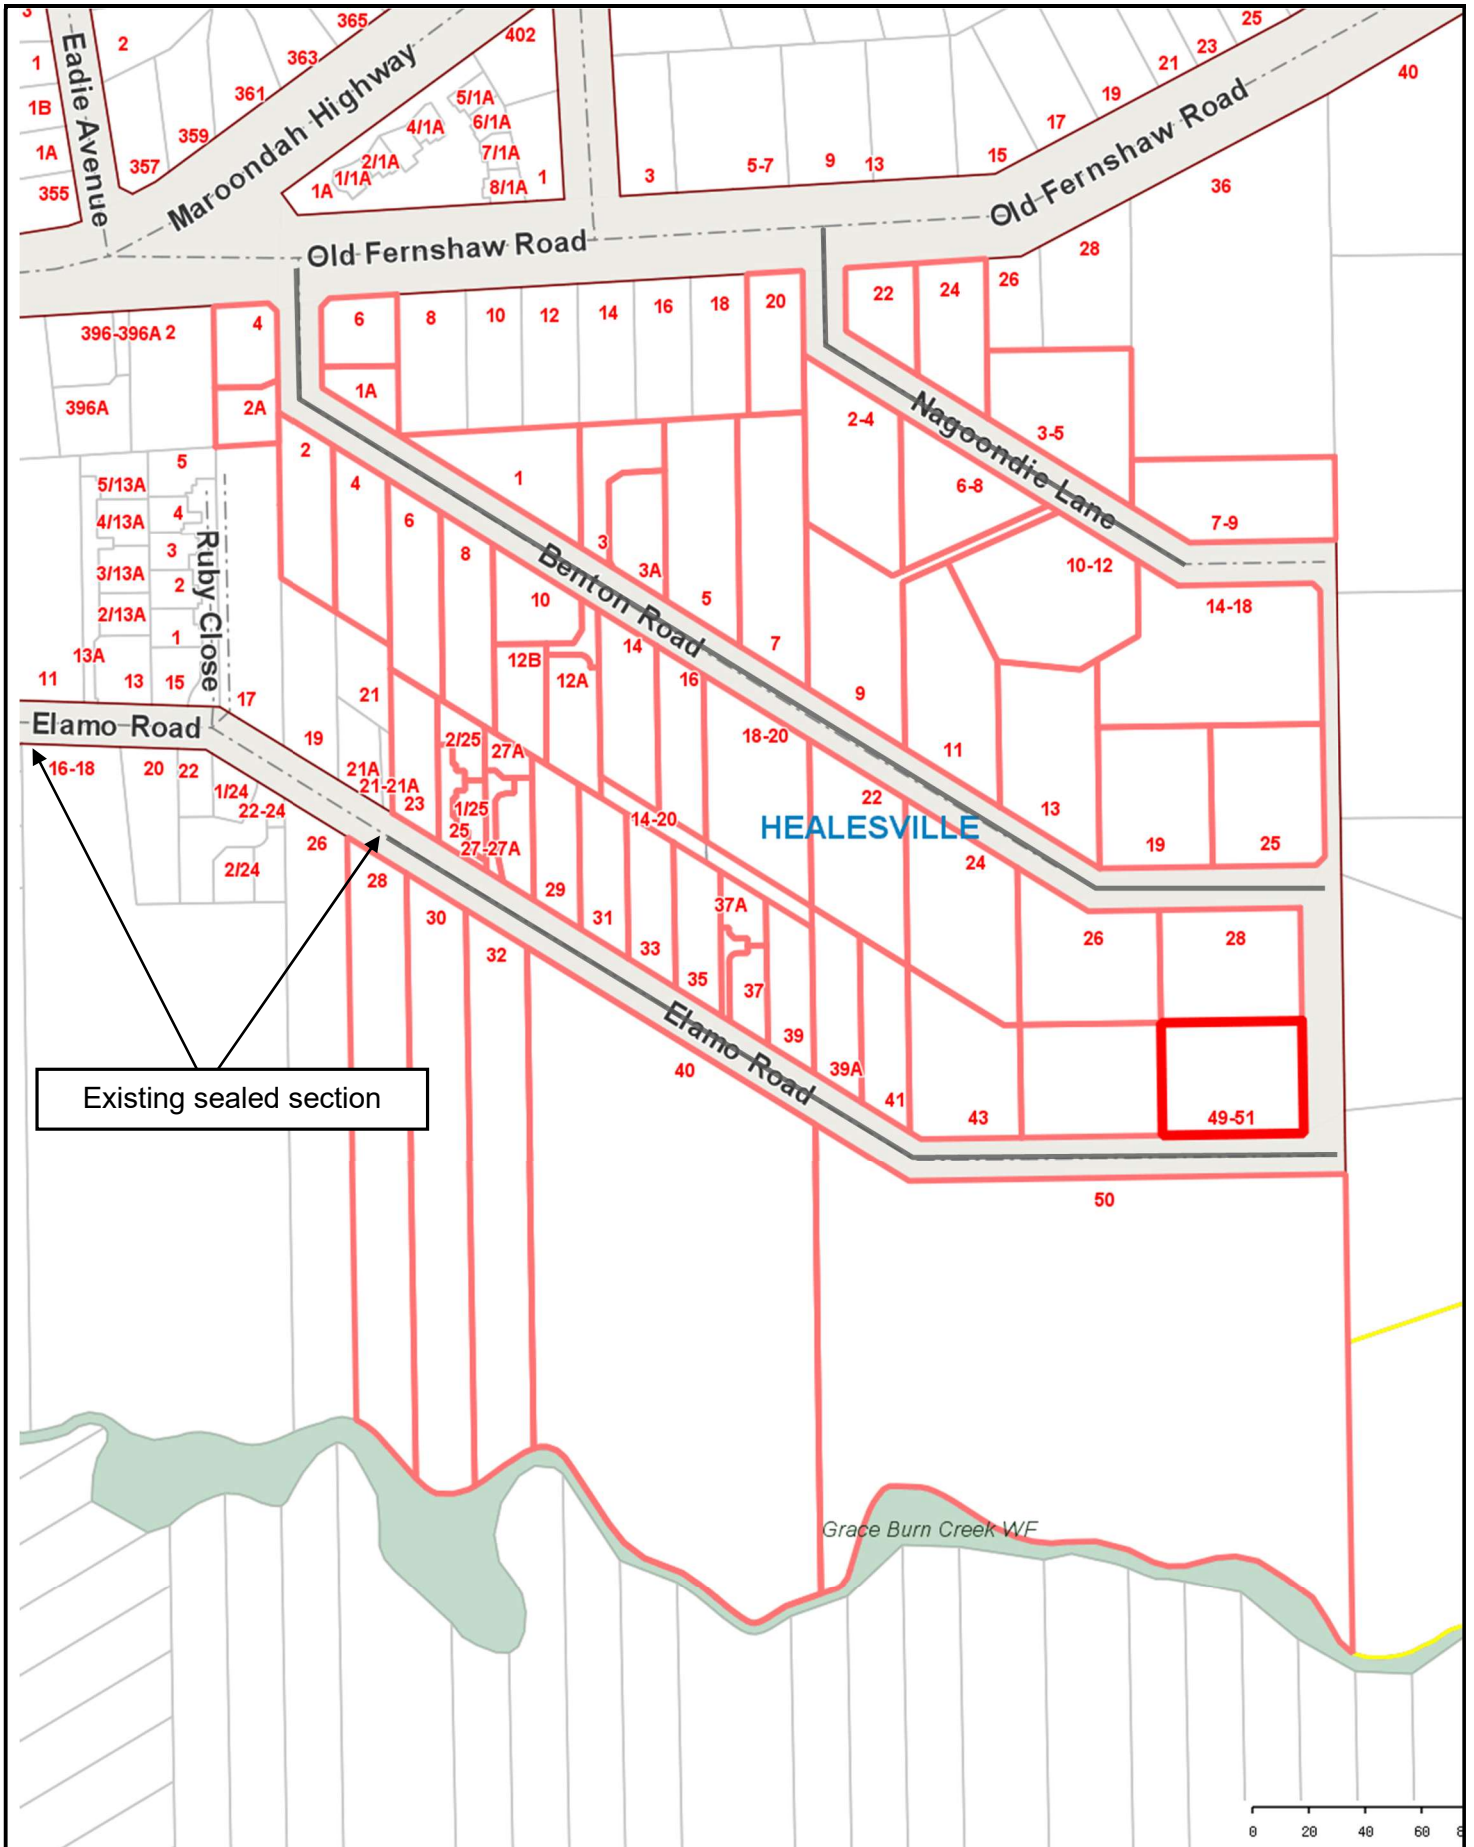 3
365
402
25
2
23
1
363
21
40
361
5/1A
19
1B
6/1A
17
Eadie Avenue
359
4/1A
Maroondah Highway
1A
357
2/1A
7/1A
15
355
1A
1/1A
8/1A
1
3
5-7
9
13
36
Old Fernshaw Road
Old Fernshaw Road
28
26
22
24
396-396A
2
4
6
8
10
12
14
16
18
20
396A
2A
1A
2-4
Nagoondie Lane
3-5
2
5
4
1
6-8
5/13A
4/13A
4
6
7-9
3/13A
3
8
3
2/13A
2
Ruby Close
10
Benton Road
3A
5
10-12
14-18
13A
1
7
14
11
13
15
17
21
12B
12A
16
9
Elamo Road
19
2/25
27A
18-20
11
16-18
20
22
1/24
22-24
21A
21-21A
23
1/25
25
27-27A
14-20
22
HEALESVILLE
13
19
25
26
2/24
28
29
24
30
31
37A
26
28
32
33
35
37
39
Elamo Road
40
39A
41
43
49-51
Existing sealed section
50
Grace Burn Creek WF
0 20 40 60 8